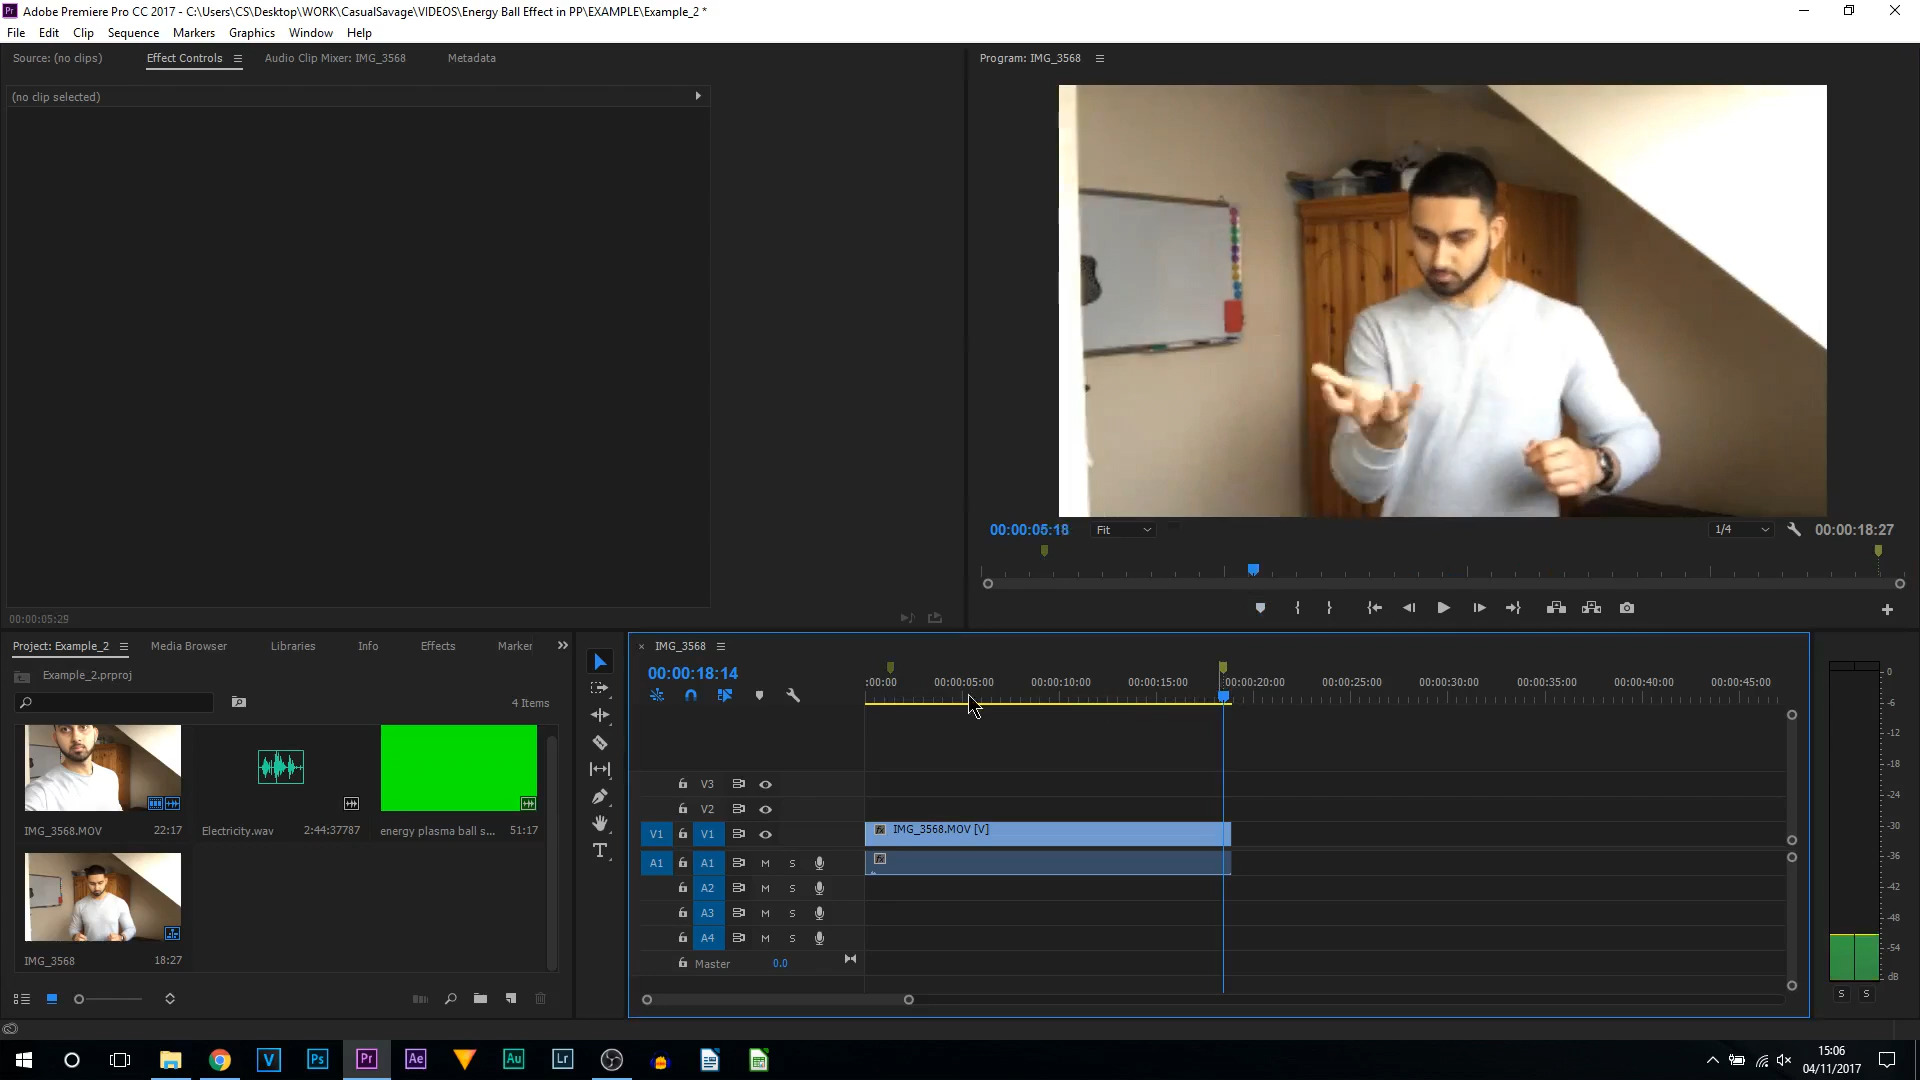 Pr Adobe Premiere Pro CC 2017 - C:\Users\CS\Desktop\WORK\CasualSavage\VIDEOS\Energy Ball Effect in PP\EXAMPLE\Example_2 *
File Edit Clip Sequence Markers Graphics Window Help
Source: (no clips) Effect Controls Audio Clip Mixer: IMG_3568 Metadata
(no clip selected)
00:00:05:29
Program: IMG_3568
00:00:05:18 Fit 1/4 00:00:18:27
Project: Example_2 Media Browser Libraries Info Effects Marker
Example_2.prproj
4 Items
IMG_3568.MOV 22:17
Electricity.wav 2:44:37787
energy plasma ball s... 51:17
IMG_3568 18:27
IMG_3568
00:00:18:14
:00:00 00:00:05:00 00:00:10:00 00:00:15:00 00:00:20:00 00:00:25:00 00:00:30:00 00:00:35:00 00:00:40:00 00:00:45:00
V3
V2
V1 V1 fx IMG_3568.MOV [V]
A1 A1 M S fx
A2 M S
A3 M S
A4 M S
Master 0.0
0
-6
-12
-18
-24
-30
-36
-42
-48
-54
dB
S S
V Ps Pr Ae Au Lr
15:06
04/11/2017